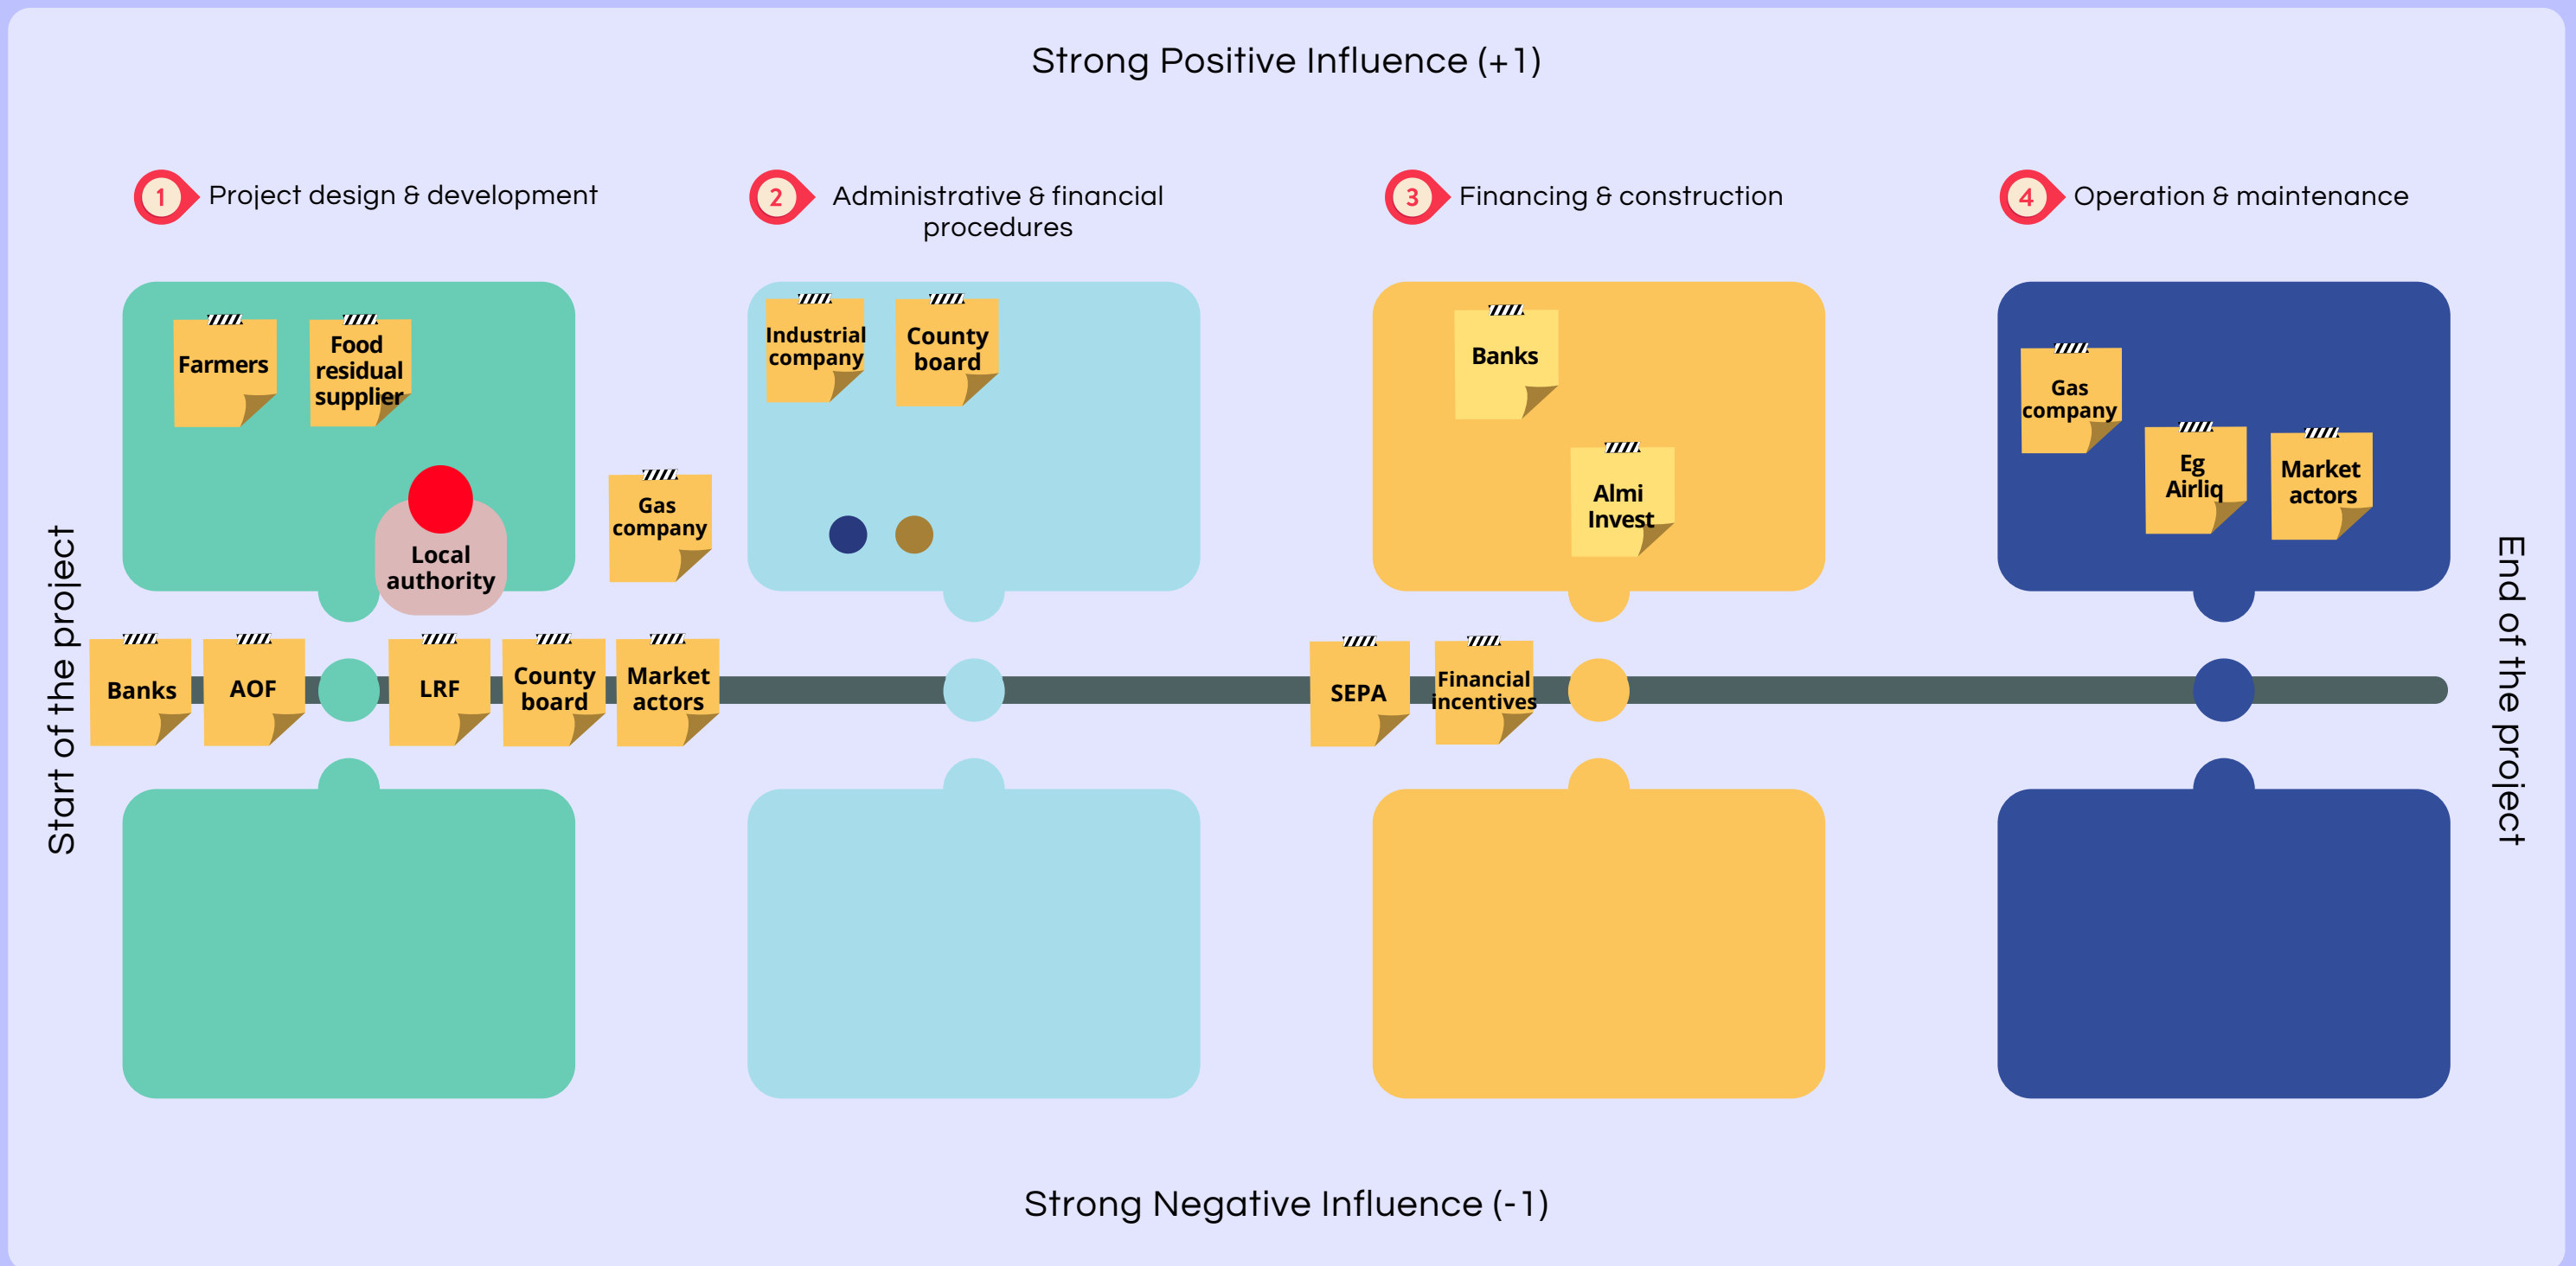 Strong Positive Influence (+1)
1
Project design & development
2
Administrative & financial
procedures
3
Financing & construction
4
Operation & maintenance
Farmers
Food
residual
supplier
Local
authority
Gas
company
Industrial
company
County
board
Banks
Almi
Invest
Gas
company
Eg
Airliq
Market
actors
Start of the project
Banks
AOF
LRF
County
board
Market
actors
SEPA
Financial
incentives
End of the project
Strong Negative Influence (-1)